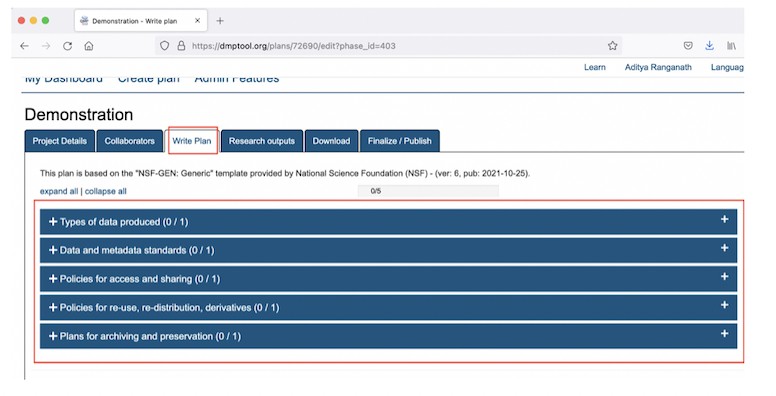 Demonstration - Write plan × +
https://dmptool.org/plans/72690/edit?phase_id=403
Learn Aditya Ranganath Languag
My Dashboard Create plan Admin Features
Demonstration
Project Details Collaborators Write Plan Research outputs Download Finalize / Publish
This plan is based on the "NSF-GEN: Generic" template provided by National Science Foundation (NSF) - (ver: 6, pub: 2021-10-25).
expand all | collapse all 0/5
+ Types of data produced (0 / 1) +
+ Data and metadata standards (0 / 1) +
+ Policies for access and sharing (0 / 1) +
+ Policies for re-use, re-distribution, derivatives (0 / 1) +
+ Plans for archiving and preservation (0 / 1) +